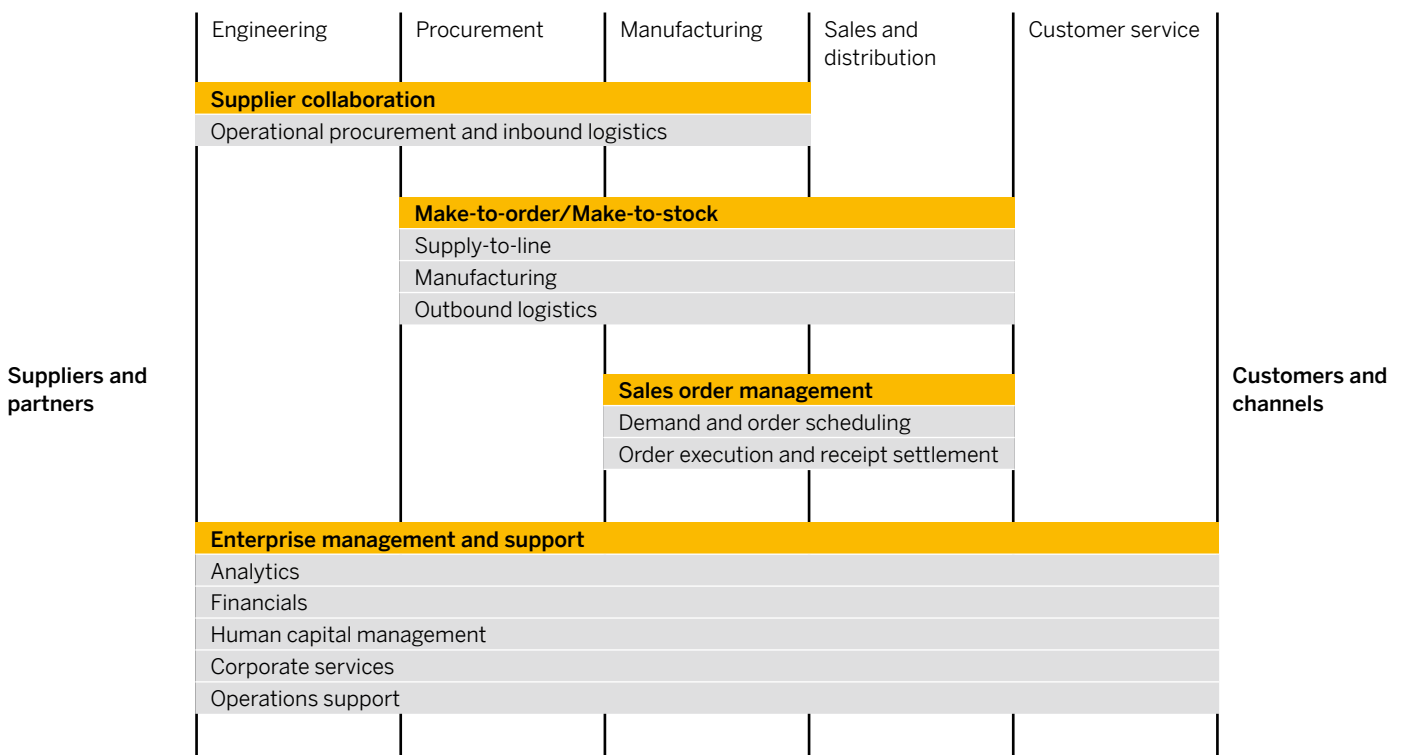 Engineering
Procurement
Manufacturing
Sales and
distribution
Customer service
Supplier collaboration
Operational procurement and inbound logistics
Make-to-order/Make-to-stock
Supply-to-line
Manufacturing
Outbound logistics
Suppliers and
partners
Customers and
channels
Sales order management
Demand and order scheduling
Order execution and receipt settlement
Enterprise management and support
Analytics
Financials
Human capital management
Corporate services
Operations support